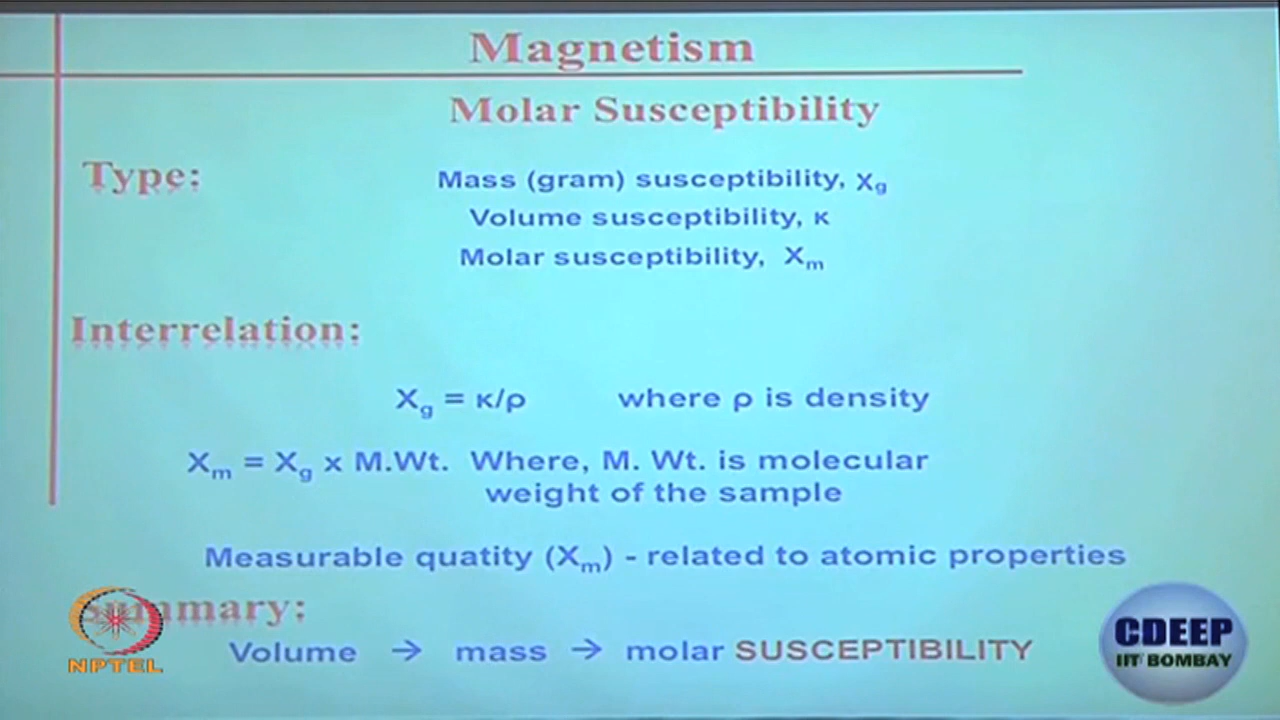 Magnetism
Molar Susceptibility
Type:
Mass (gram) susceptibility, Xg
Volume susceptibility, κ
Molar susceptibility, Xm
Interrelation:
Xg = κ/ρ where ρ is density
Xm = Xg x M.Wt. Where, M. Wt. is molecular
weight of the sample
Measurable quatity (Xm) - related to atomic properties
Summary:
Volume → mass → molar SUSCEPTIBILITY
NPTEL
CDEEP
IIT BOMBAY